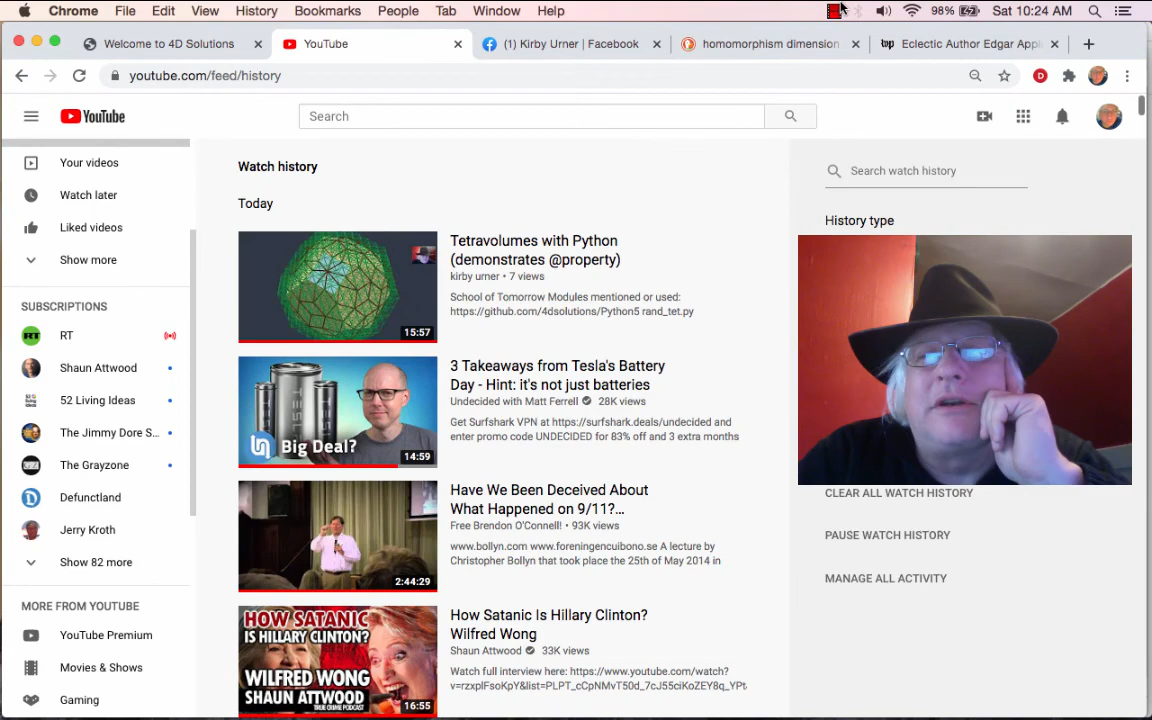 Chrome File Edit View History Bookmarks People Tab Window Help 98% Sat 10:24 AM
Welcome to 4D Solutions YouTube (1) Kirby Urner | Facebook homomorphism dimension Eclectic Author Edgar Appl
youtube.com/feed/history
YouTube Search
Your videos
Watch later
Liked videos
Show more
SUBSCRIPTIONS
RT
Shaun Attwood
52 Living Ideas
The Jimmy Dore S...
The Grayzone
Defunctland
Jerry Kroth
Show 82 more
MORE FROM YOUTUBE
YouTube Premium
Movies & Shows
Gaming
Watch history
Today
15:57
Tetravolumes with Python
(demonstrates @property)
kirby urner • 7 views
School of Tomorrow Modules mentioned or used:
https://github.com/4dsolutions/Python5 rand_tet.py
TESLA
Big Deal?
14:59
3 Takeaways from Tesla's Battery
Day - Hint: it's not just batteries
Undecided with Matt Ferrell 28K views
Get Surfshark VPN at https://surfshark.deals/undecided and
enter promo code UNDECIDED for 83% off and 3 extra months
2:44:29
Have We Been Deceived About
What Happened on 9/11?...
Free Brendon O'Connell! • 93K views
www.bollyn.com www.foreningencuibono.se A lecture by
Christopher Bollyn that took place the 25th of May 2014 in
HOW SATANIC
IS HILLARY CLINTON?
WILFRED WONG
SHAUN ATTWOOD
TRUE CRIME PODCAST
16:55
How Satanic Is Hillary Clinton?
Wilfred Wong
Shaun Attwood 33K views
Watch full interview here: https://www.youtube.com/watch?
v=rzxplFsoKpY&list=PLPT_cCpNMvT50d_7cJ55ciKoZEY8q_YPt
Search watch history
History type
CLEAR ALL WATCH HISTORY
PAUSE WATCH HISTORY
MANAGE ALL ACTIVITY